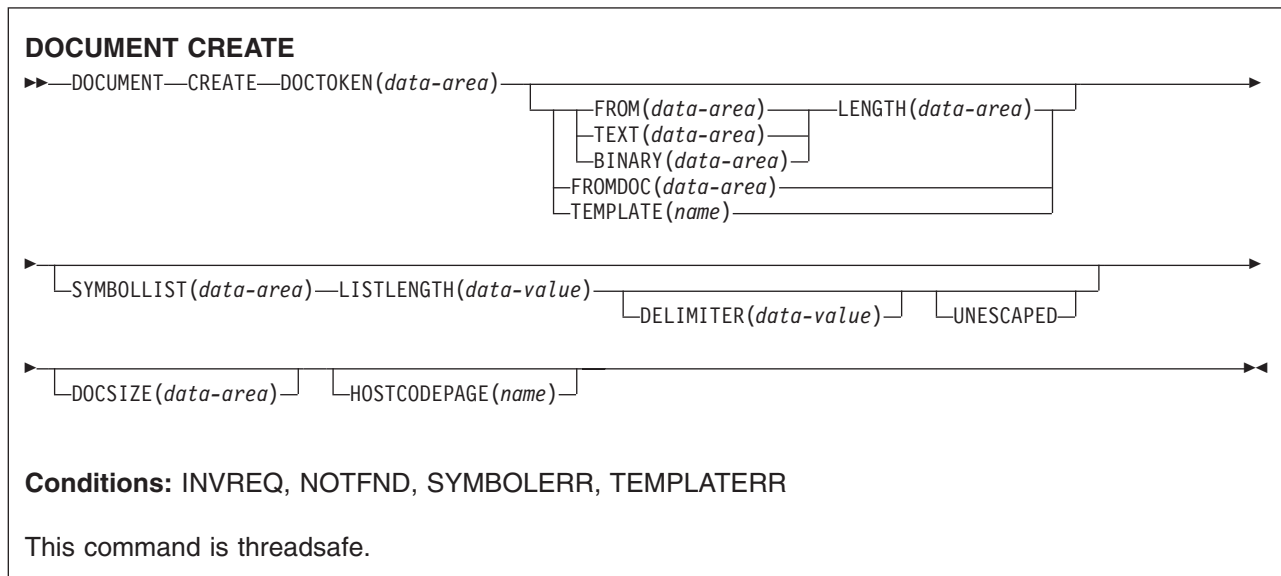 DOCUMENT CREATE
DOCUMENT CREATE DOCTOKEN(data-area)
FROM(data-area) LENGTH(data-area)
TEXT(data-area)
BINARY(data-area)
FROMDOC(data-area)
TEMPLATE(name)
SYMBOLLIST(data-area) LISTLENGTH(data-value)
DELIMITER(data-value) UNESCAPED
DOCSIZE(data-area) HOSTCODEPAGE(name)
Conditions: INVREQ, NOTFND, SYMBOLERR, TEMPLATERR
This command is threadsafe.